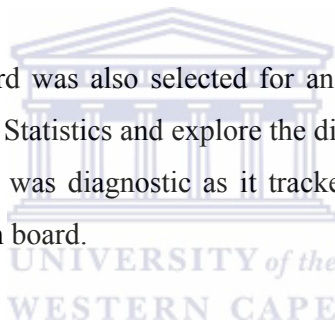 rd was also selected for an
Statistics and explore the di
was diagnostic as it tracke
n board.
UNIVERSITY of the
WESTERN CAPE